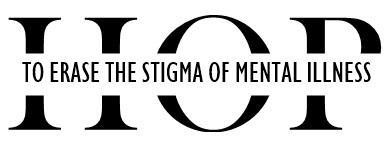 HOP
TO ERASE THE STIGMA OF MENTAL ILLNESS